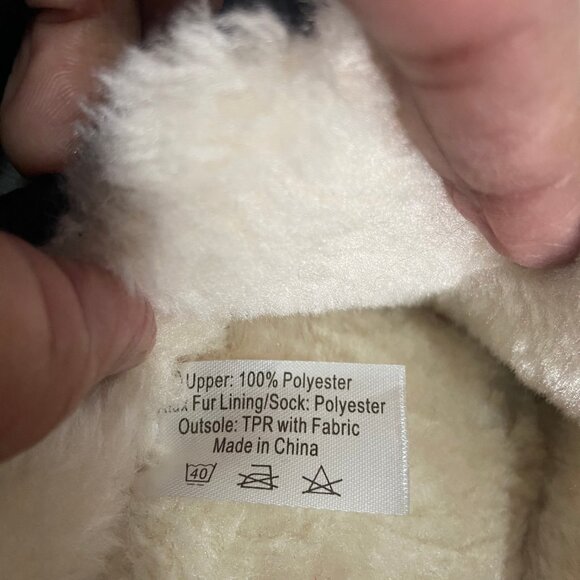 Upper: 100% Polyester
Fur Lining/Sock: Polyester
Outsole: TPR with Fabric
Made in China
40